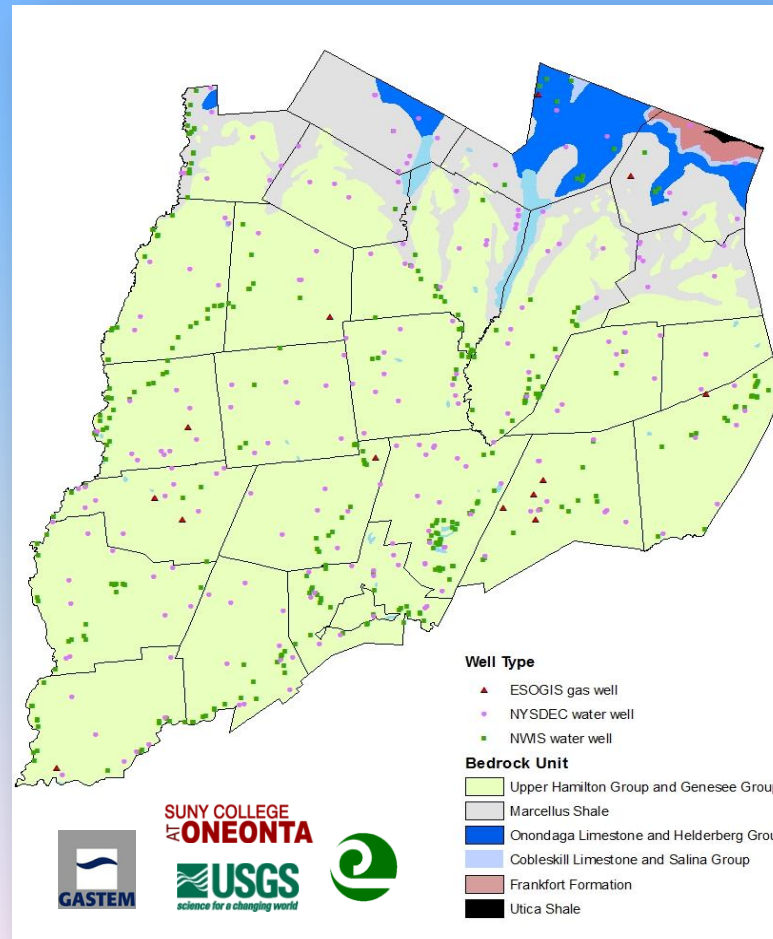 Well Type
ESOGIS gas well
NYSDEC water well
NWIS water well
Bedrock Unit
Upper Hamilton Group and Genesee Group
Marcellus Shale
Onondaga Limestone and Helderberg Grou
Cobleskill Limestone and Salina Group
Frankfort Formation
Utica Shale
SUNY COLLEGE
AT ONEONTA
GASTEM
USGS
science for a changing world